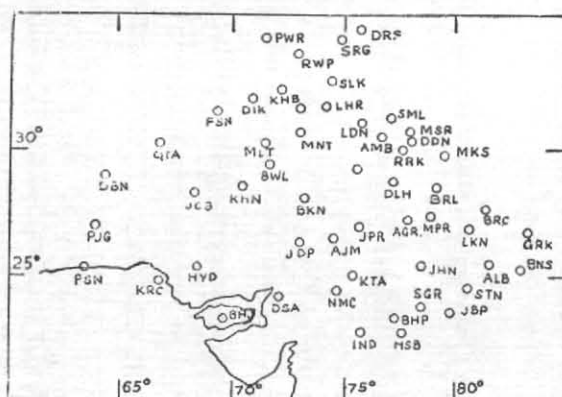 PWR DRS
SRG
RWP
SLK
KHB
DIK LHR
FSN SML
LDN MSR
30° MNT AMB DDN
QTA MLT RRK MKS
BWL
DBN DLH
JCB KHN BRL
BKN
BRC
PJG JPR AGR MPR
LKN GRK
JDP AJM
25° PSN HYD JHN ALB BNS
KRC KTA
DSA NMC SGR STN
BHJ BHP JBP
IND HSB
65° 70° 75° 80°